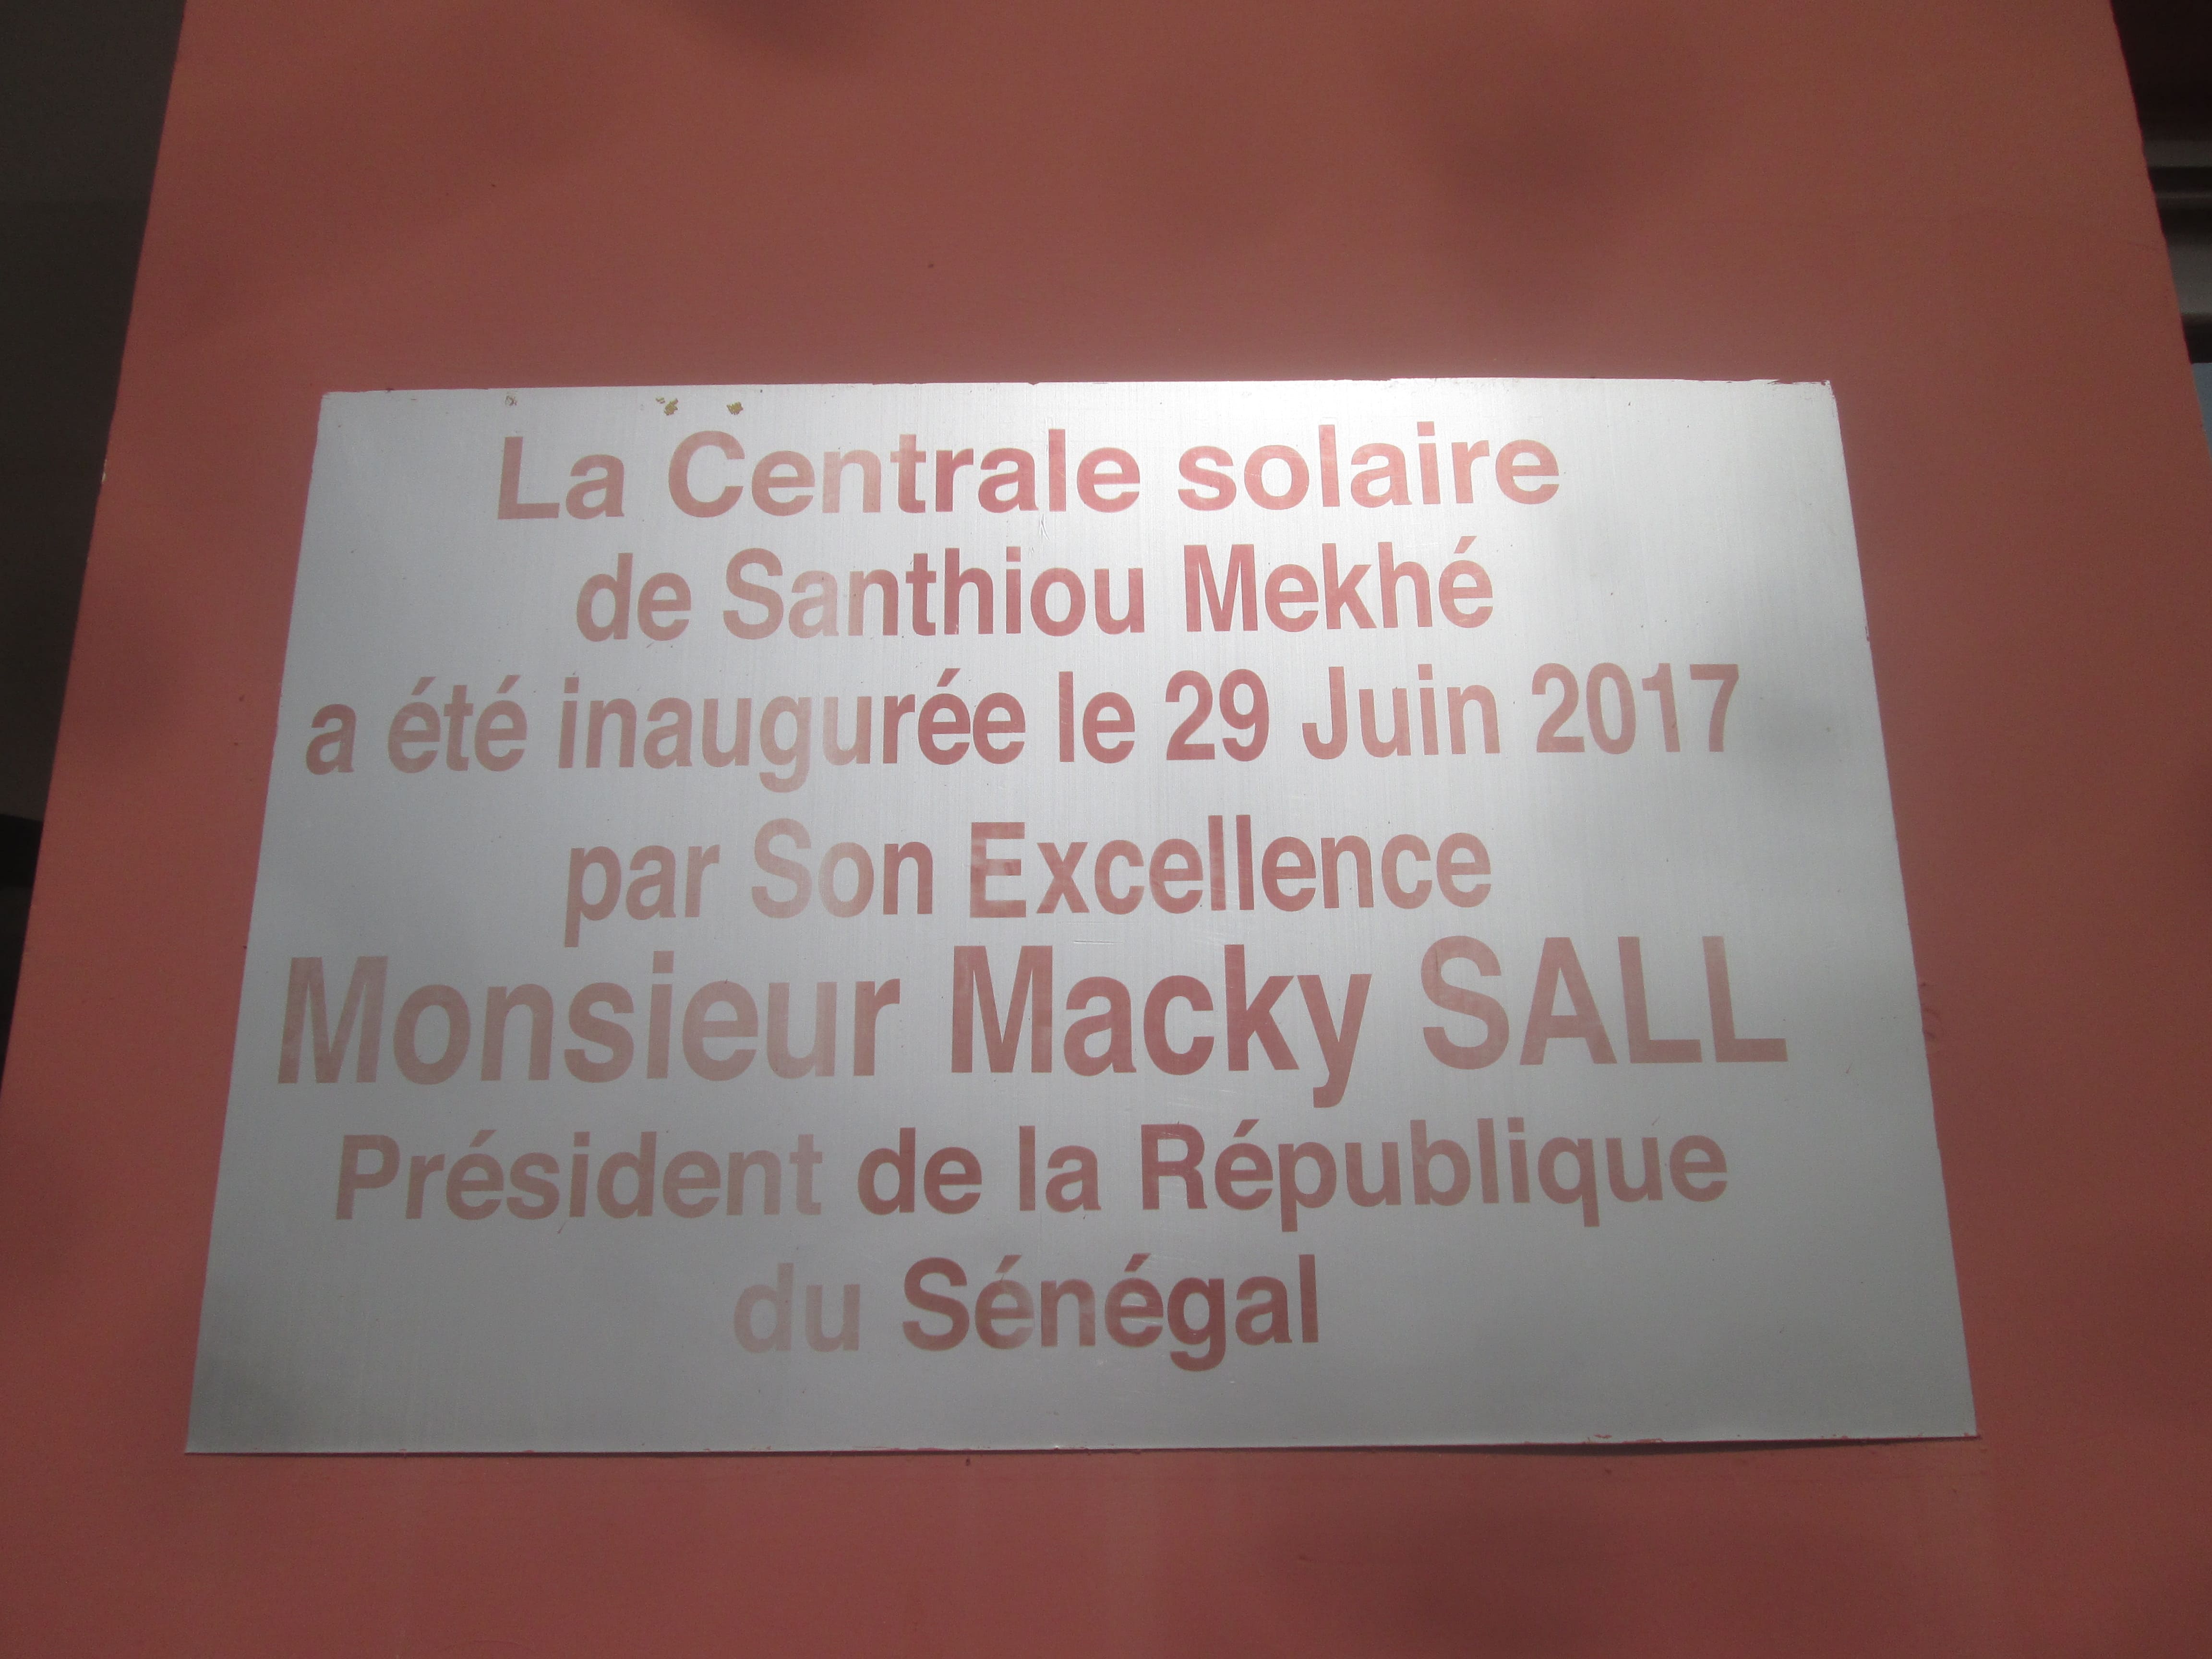 La Centrale solaire
de Santhiou Mekhé
a été inaugurée le 29 Juin 2017
par Son Excellence
Monsieur Macky SALL
Président de la République
du Sénégal